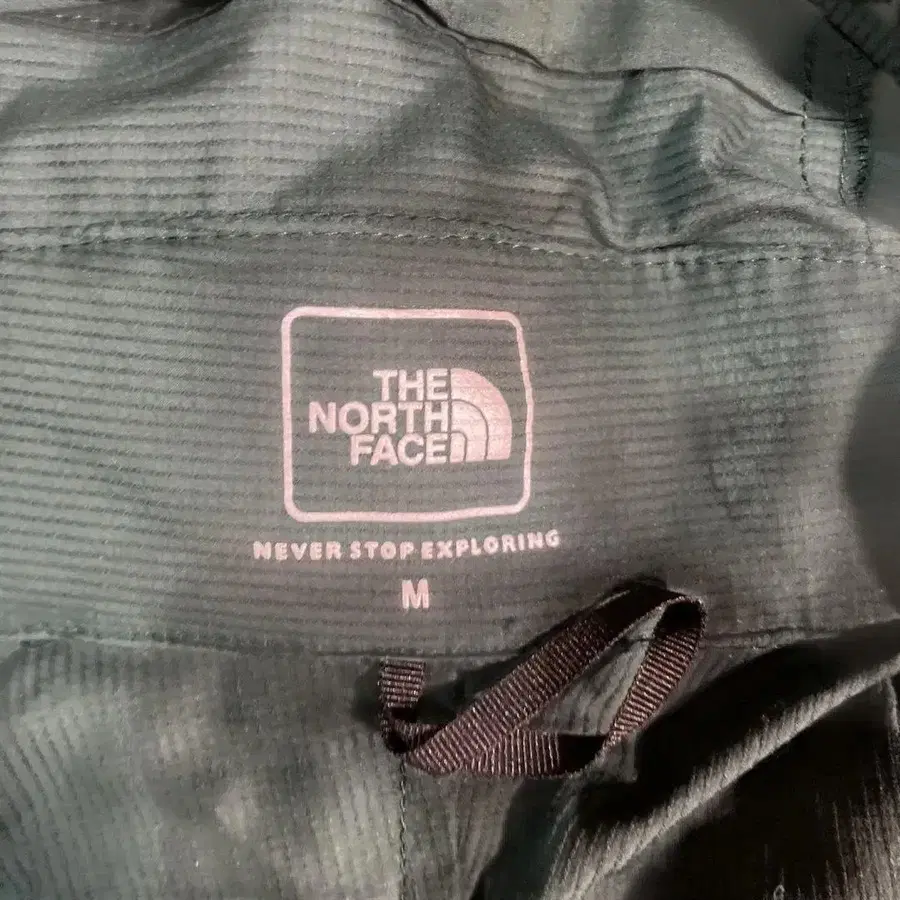 THE
NORTH
FACE
NEVER STOP EXPLORING
M